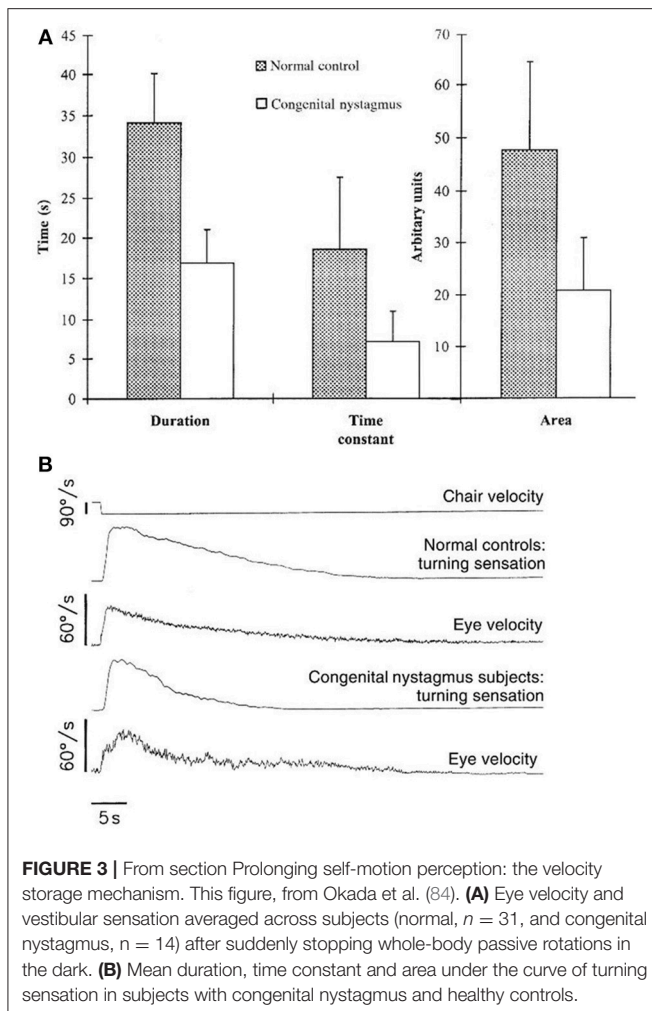 A
45
40
35
30
25
20
15
10
5
0
Time (s)
Normal control
Congenital nystagmus
70
60
50
40
30
20
10
Arbitary units
Duration
Time
constant
Area
B
90°/s
Chair velocity
Normal controls:
turning sensation
60°/s
Eye velocity
Congenital nystagmus subjects:
turning sensation
60°/s
Eye velocity
5 s
FIGURE 3 | From section Prolonging self-motion perception: the velocity
storage mechanism. This figure, from Okada et al. (84). (A) Eye velocity and
vestibular sensation averaged across subjects (normal, n = 31, and congenital
nystagmus, n = 14) after suddenly stopping whole-body passive rotations in
the dark. (B) Mean duration, time constant and area under the curve of turning
sensation in subjects with congenital nystagmus and healthy controls.